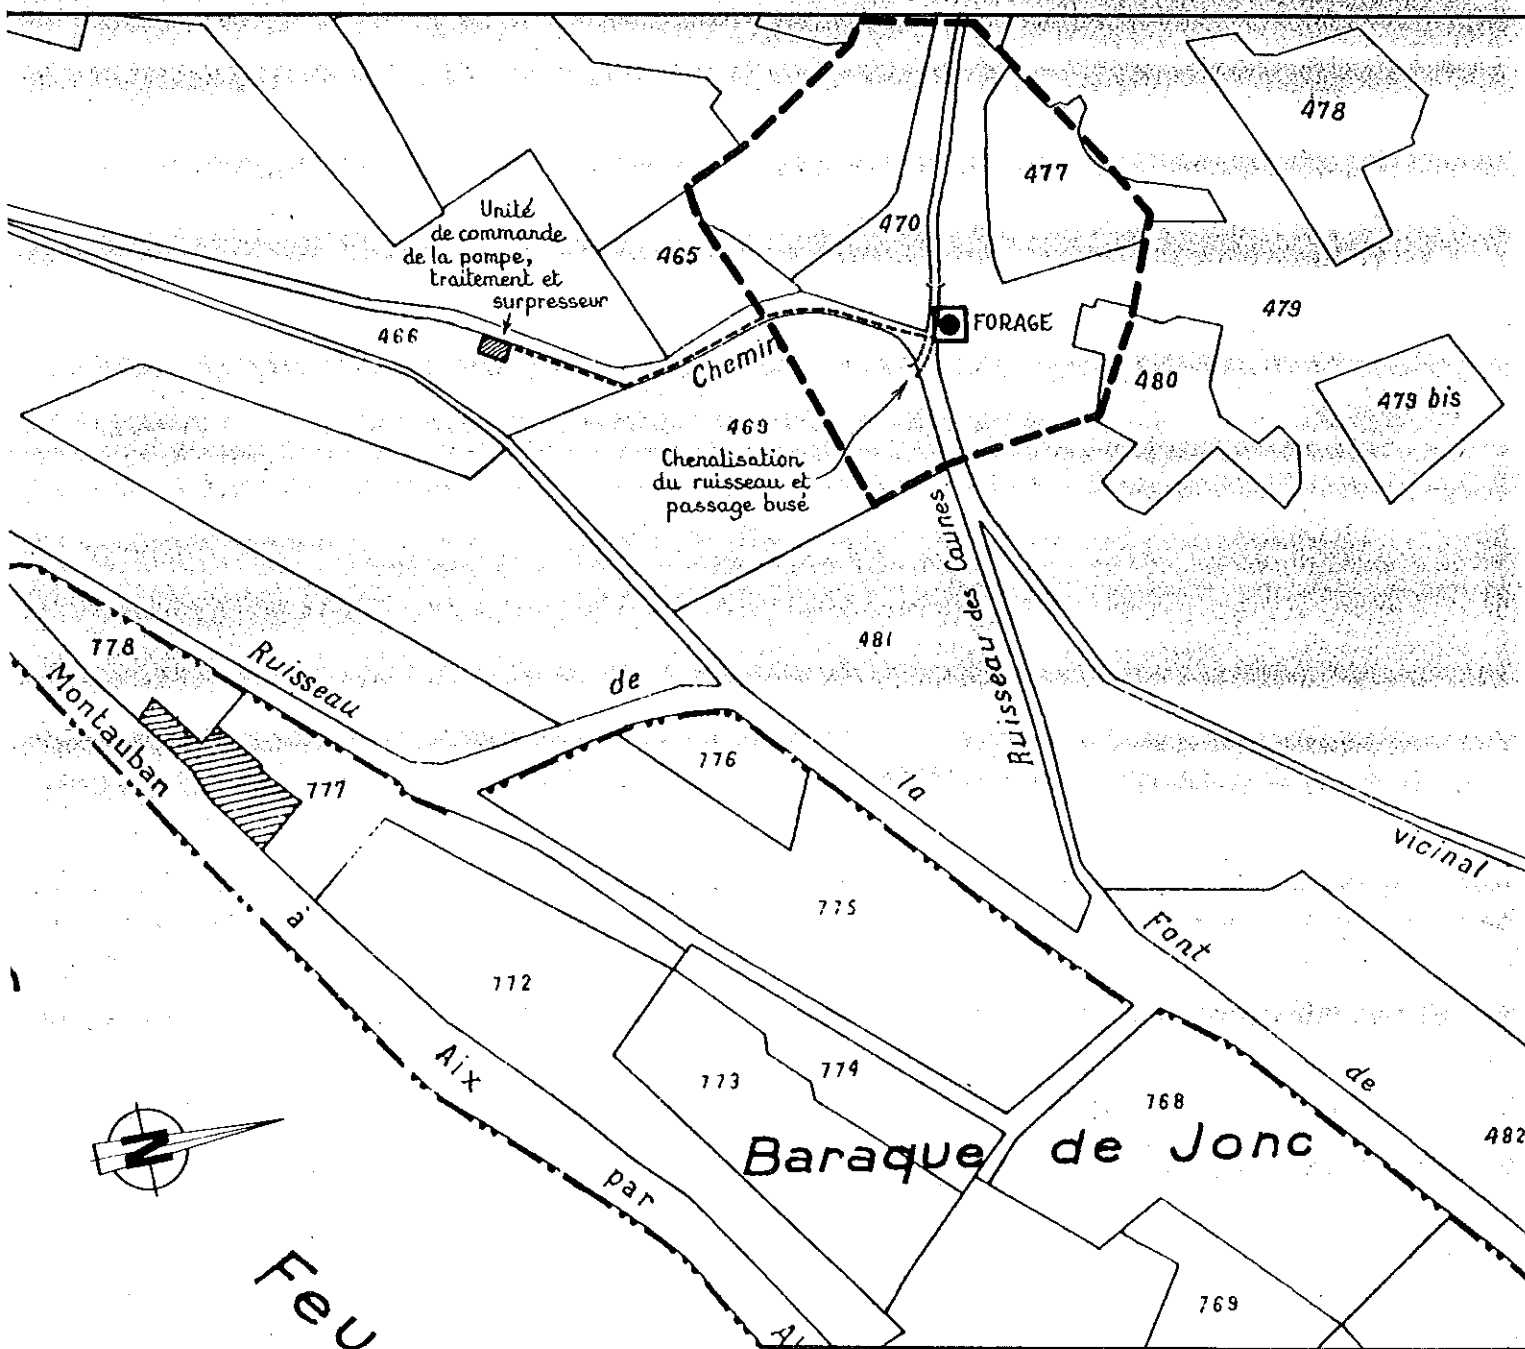 478
477
470
Unité
de commande
de la pompe,
traitement et
surpresseur
465
479
FORAGE
466
Chemin
480
479 bis
469
Chenalisation
du ruisseau et
passage busé
Ruisseau des Caunes
481
778
Ruisseau de la Font de
Montauban à Aix par
776
777
vicinal
775
772
774
773
768
482
Baraque de Jonc
769
Feu